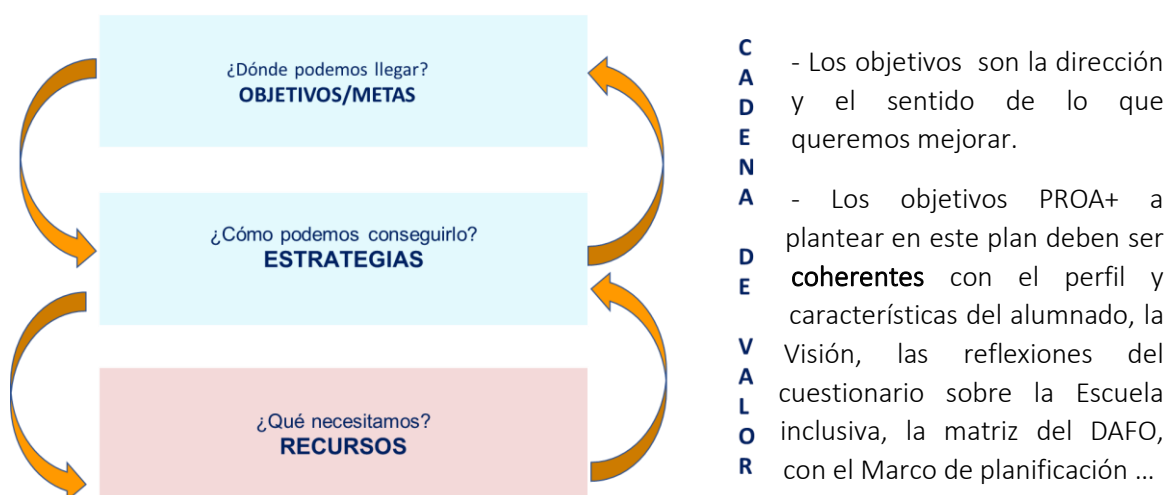 ¿Dónde podemos llegar?
OBJETIVOS/METAS
¿Cómo podemos conseguirlo?
ESTRATEGIAS
¿Qué necesitamos?
RECURSOS
C
A
D
E
N
A
D
E
V
A
L
O
R
- Los objetivos son la dirección
y el sentido de lo que
queremos mejorar.
- Los objetivos PROA+ a
plantear en este plan deben ser
coherentes con el perfil y
características del alumnado, la
Visión, las reflexiones del
cuestionario sobre la Escuela
inclusiva, la matriz del DAFO,
con el Marco de planificación ...